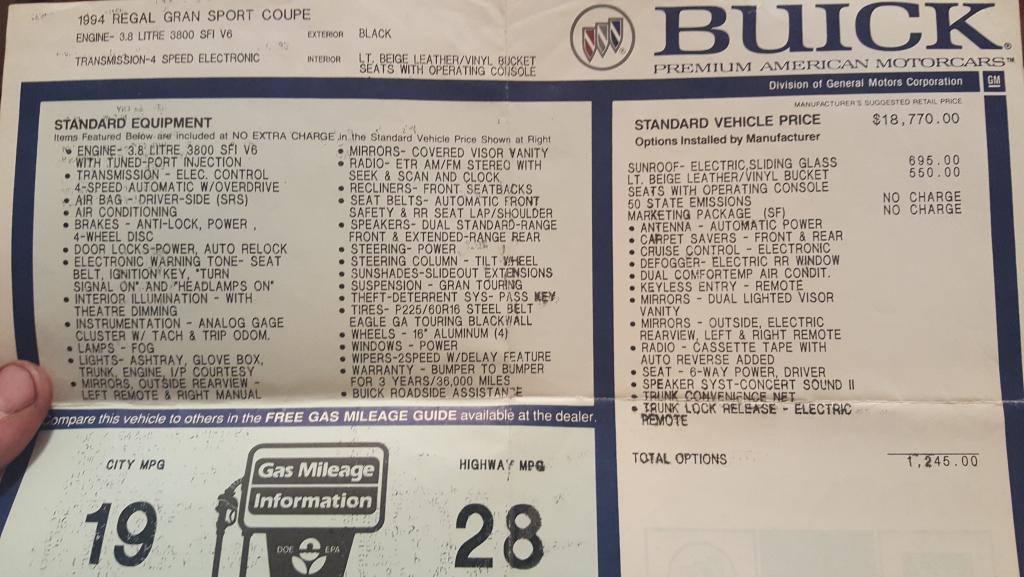 1994 REGAL GRAN SPORT COUPE
ENGINE- 3.8 LITRE 3800 SFI V6
TRANSMISSION-4 SPEED ELECTRONIC
EXTERIOR BLACK
INTERIOR LT. BEIGE LEATHER/VINYL BUCKET
SEATS WITH OPERATING CONSOLE
BUICK®
PREMIUM AMERICAN MOTORCARS™
Division of General Motors Corporation GM
STANDARD EQUIPMENT
Items Featured Below are included at NO EXTRA CHARGE in the Standard Vehicle Price Shown at Right
• ENGINE- 3.8 LITRE 3800 SFI V6
WITH TUNED-PORT INJECTION
• TRANSMISSION - ELEC. CONTROL
4-SPEED AUTOMATIC W/OVERDRIVE
• AIR BAG - DRIVER-SIDE (SRS)
• AIR CONDITIONING
• BRAKES - ANTI-LOCK, POWER,
4-WHEEL DISC
• DOOR LOCKS-POWER, AUTO RELOCK
• ELECTRONIC WARNING TONE- SEAT
BELT, IGNITION KEY, "TURN
SIGNAL ON" AND "HEADLAMPS ON"
• INTERIOR ILLUMINATION - WITH
THEATRE DIMMING
• INSTRUMENTATION - ANALOG GAGE
CLUSTER W/ TACH & TRIP ODOM.
• LAMPS - FOG
• LIGHTS- ASHTRAY, GLOVE BOX,
TRUNK, ENGINE, I/P COURTESY
• MIRRORS, OUTSIDE REARVIEW -
LEFT REMOTE & RIGHT MANUAL
• MIRRORS- COVERED VISOR VANITY
• RADIO- ETR AM/FM STEREO WITH
SEEK & SCAN AND CLOCK
• RECLINERS- FRONT SEATBACKS
• SEAT BELTS- AUTOMATIC FRONT
SAFETY & RR SEAT LAP/SHOULDER
• SPEAKERS- DUAL STANDARD-RANGE
FRONT & EXTENDED-RANGE REAR
• STEERING- POWER
• STEERING COLUMN - TILT WHEEL
• SUNSHADES-SLIDEOUT EXTENSIONS
• SUSPENSION - GRAN TOURING
• THEFT-DETERRENT SYS- PASS KEY
• TIRES- P225/60R16 STEEL BELT
EAGLE GA TOURING BLACKWALL
• WHEELS - 16" ALUMINUM (4)
• WINDOWS - POWER
• WIPERS-2SPEED W/DELAY FEATURE
• WARRANTY - BUMPER TO BUMPER
FOR 3 YEARS/36,000 MILES
• BUICK ROADSIDE ASSISTANCE
MANUFACTURER'S SUGGESTED RETAIL PRICE
STANDARD VEHICLE PRICE $18,770.00
Options Installed by Manufacturer
SUNROOF- ELECTRIC,SLIDING GLASS 695.00
LT. BEIGE LEATHER/VINYL BUCKET 550.00
SEATS WITH OPERATING CONSOLE
50 STATE EMISSIONS NO CHARGE
MARKETING PACKAGE (SF) NO CHARGE
• ANTENNA - AUTOMATIC POWER
• CARPET SAVERS - FRONT & REAR
• CRUISE CONTROL - ELECTRONIC
• DEFOGGER- ELECTRIC RR WINDOW
• DUAL COMFORTEMP AIR CONDIT.
• KEYLESS ENTRY - REMOTE
• MIRRORS - DUAL LIGHTED VISOR
VANITY
• MIRRORS - OUTSIDE, ELECTRIC
REARVIEW, LEFT & RIGHT REMOTE
• RADIO - CASSETTE TAPE WITH
AUTO REVERSE ADDED
• SEAT - 6-WAY POWER, DRIVER
• SPEAKER SYST-CONCERT SOUND II
• TRUNK CONVENIENCE NET
• TRUNK LOCK RELEASE - ELECTRIC
REMOTE
TOTAL OPTIONS 1,245.00
ompare this vehicle to others in the FREE GAS MILEAGE GUIDE available at the dealer.
CITY MPG
19
Gas Mileage
Information
DOE EPA
HIGHWAY MPG
28